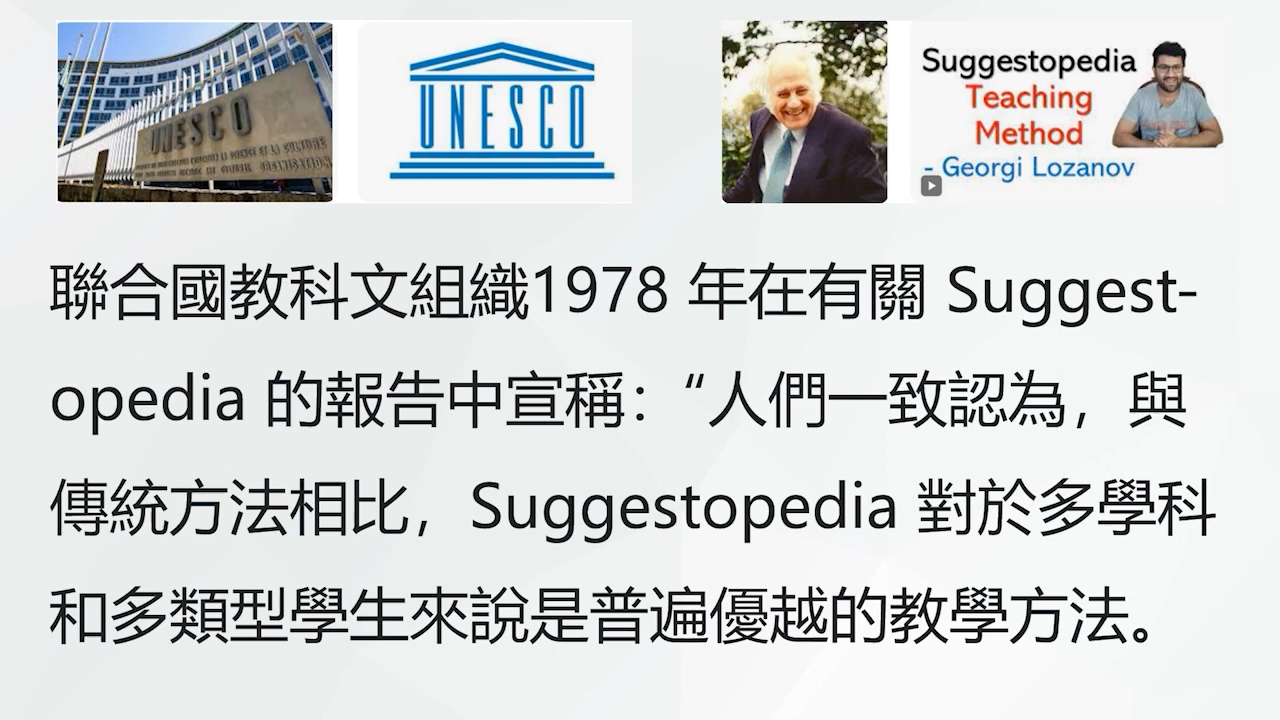 UNESCO
UNESCO
Suggestopedia
Teaching
Method
- Georgi Lozanov
聯合國教科文組織1978 年在有關 Suggest-
opedia 的報告中宣稱：“人們一致認為，與
傳統方法相比，Suggestopedia 對於多學科
和多類型學生來說是普遍優越的教學方法。